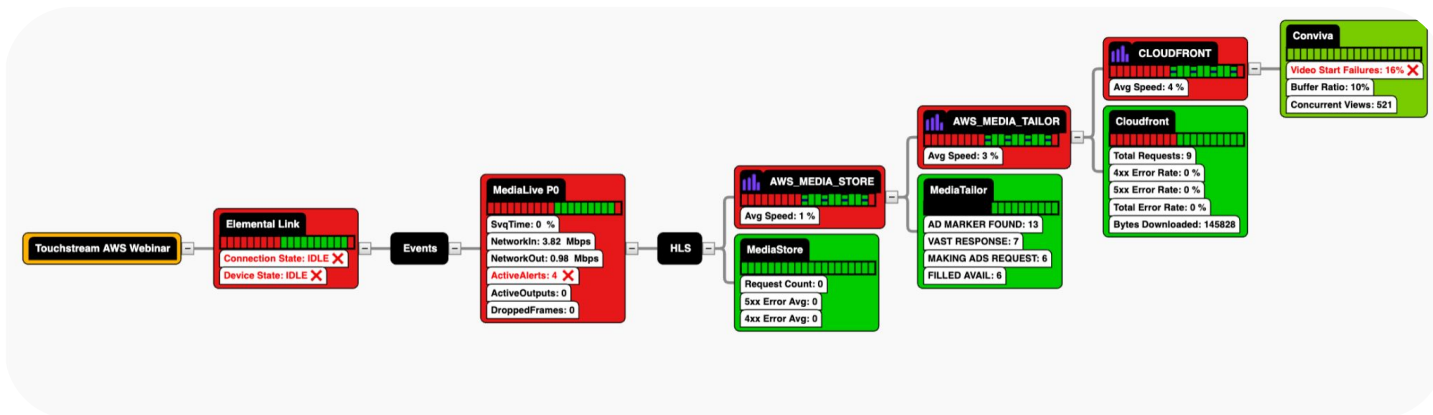 Touchstream AWS Webinar
Elemental Link
Connection State: IDLE ❌
Device State: IDLE ❌
Events
MediaLive P0
SvqTime: 0 %
NetworkIn: 3.82 Mbps
NetworkOut: 0.98 Mbps
ActiveAlerts: 4 ❌
ActiveOutputs: 0
DroppedFrames: 0
HLS
AWS_MEDIA_STORE
Avg Speed: 1 %
MediaStore
Request Count: 0
5xx Error Avg: 0
4xx Error Avg: 0
AWS_MEDIA_TAILOR
Avg Speed: 3 %
MediaTailor
AD MARKER FOUND: 13
VAST RESPONSE: 7
MAKING ADS REQUEST: 6
FILLED AVAIL: 6
CLOUDFRONT
Avg Speed: 4 %
Cloudfront
Total Requests: 9
4xx Error Rate: 0 %
5xx Error Rate: 0 %
Total Error Rate: 0 %
Bytes Downloaded: 145828
Conviva
Video Start Failures: 16% ❌
Buffer Ratio: 10%
Concurrent Views: 521